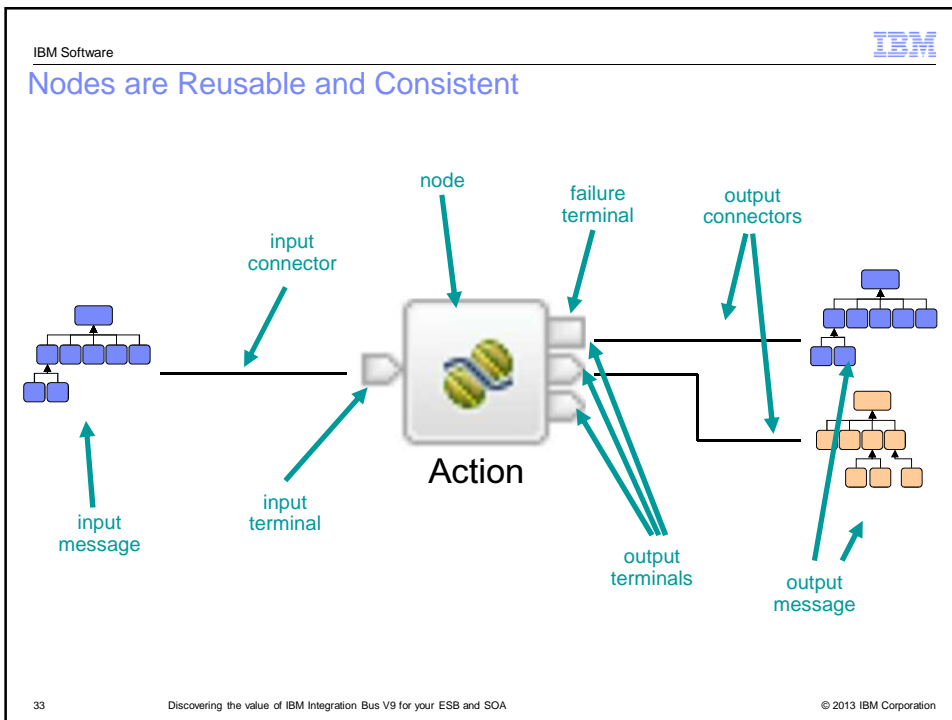 IBM Software
IBM
Nodes are Reusable and Consistent
node
failure
terminal
output
connectors
input
connector
Action
input
message
input
terminal
output
terminals
output
message
33
Discovering the value of IBM Integration Bus V9 for your ESB and SOA
© 2013 IBM Corporation